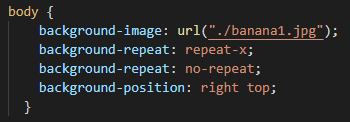 body {
background-image: url("./banana1.jpg");
background-repeat: repeat-x;
background-repeat: no-repeat;
background-position: right top;
}